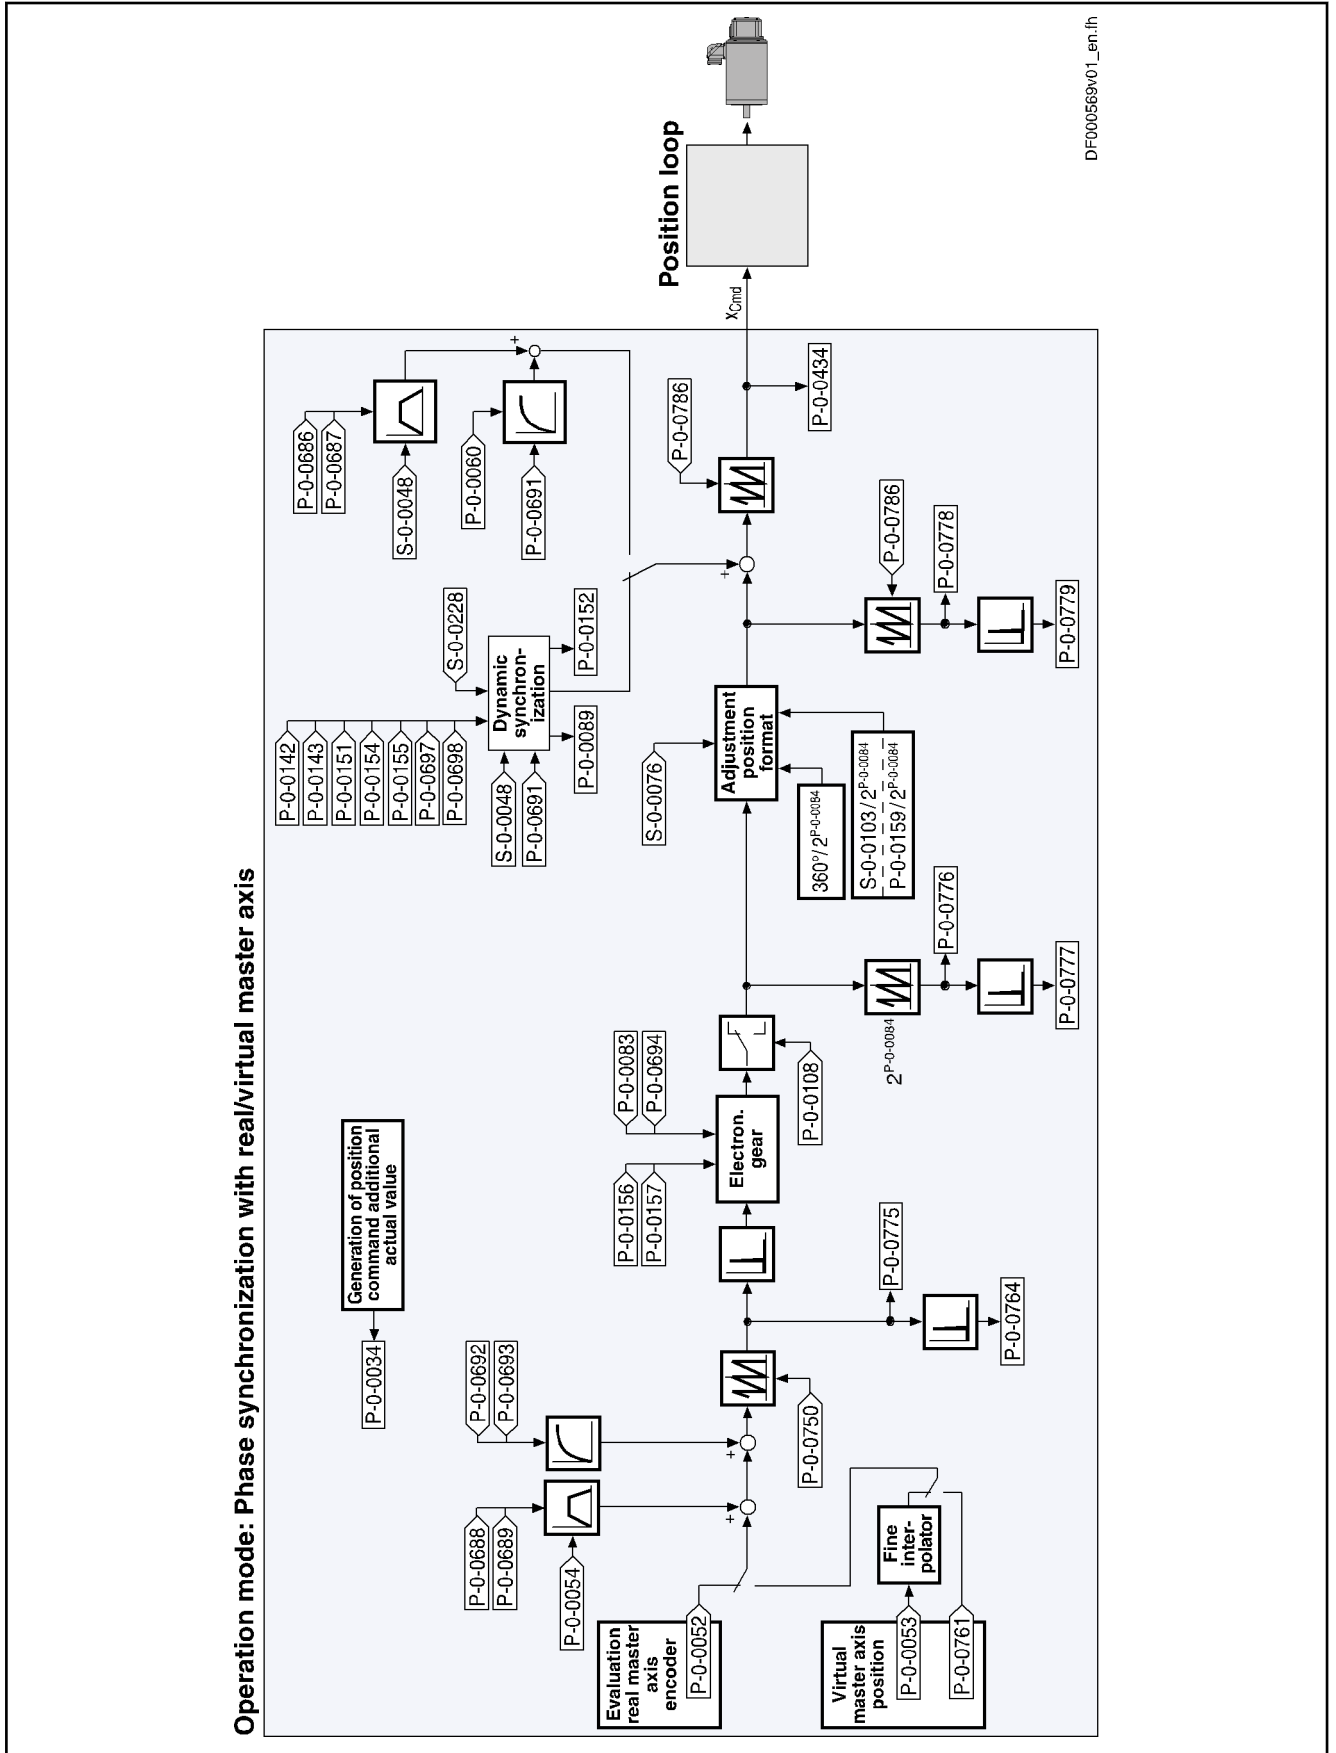 Operation mode: Phase synchronization with real/virtual master axis
P-0-0142
P-0-0143
P-0-0151
P-0-0154
P-0-0155
P-0-0697
P-0-0698
S-0-0228
P-0-0686
P-0-0687
S-0-0048
P-0-0060
P-0-0691
+
S-0-0048
P-0-0691
Dynamic
synchron-
ization
P-0-0089
P-0-0152
Generation of position
command additional
actual value
P-0-0034
P-0-0688
P-0-0689
P-0-0054
P-0-0692
P-0-0693
P-0-0156
P-0-0157
P-0-0083
P-0-0694
S-0-0076
P-0-0786
Evaluation
real master
axis
encoder
P-0-0052
+
+
P-0-0750
Electron.
gear
P-0-0108
Adjustment
position
format
+
xCmd
Position loop
P-0-0434
360°/2P-0-0084
S-0-0103/2P-0-0084
P-0-0159/2P-0-0084
Virtual
master axis
position
P-0-0053
P-0-0761
Fine
inter-
polator
P-0-0775
P-0-0764
2P-0-0084
P-0-0776
P-0-0777
P-0-0786
P-0-0778
P-0-0779
DF000569v01_en.fh